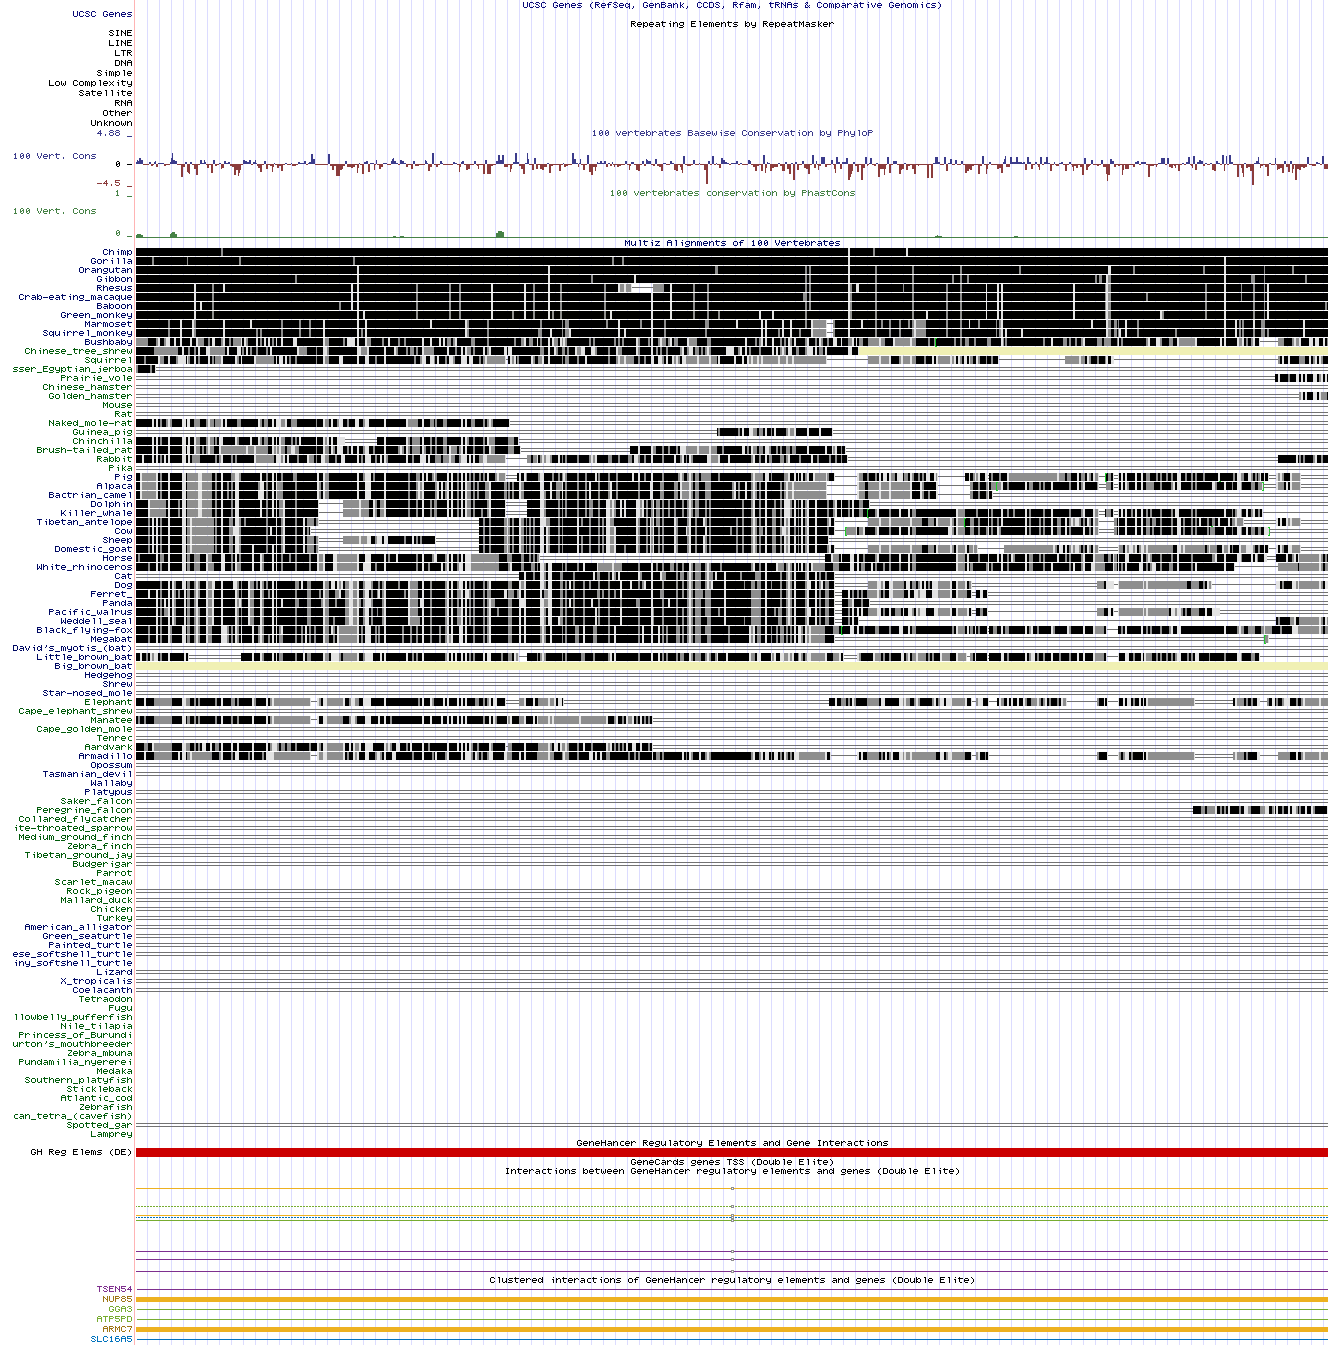 UCSC Genes (RefSeq, GenBank, CCDS, Rfam, tRNAs & Comparative Genomics)
UCSC Genes
Repeating Elements by RepeatMasker
SINE
LINE
LTR
DNA
Simple
Low Complexity
Satellite
RNA
Other
Unknown
4.88 _
100 vertebrates Basewise Conservation by PhyloP
100 Vert. Cons
0 _
-4.5 _
100 vertebrates conservation by PhastCons
1 _
100 Vert. Cons
0 _
Multiz Alignments of 100 Vertebrates
Chimp
Gorilla
Orangutan
Gibbon
Rhesus
Crab-eating_macaque
Baboon
Green_monkey
Marmoset
Squirrel_monkey
Bushbaby
Chinese_tree_shrew
Squirrel
sser_Egyptian_jerboa
Prairie_vole
Chinese_hamster
Golden_hamster
Mouse
Rat
Naked_mole-rat
Guinea_pig
Chinchilla
Brush-tailed_rat
Rabbit
Pika
Pig
Alpaca
Bactrian_camel
Dolphin
Killer_whale
Tibetan_antelope
Cow
Sheep
Domestic_goat
Horse
White_rhinoceros
Cat
Dog
Ferret_
Panda
Pacific_walrus
Weddell_seal
Black_flying-fox
Megabat
David's_myotis_(bat)
Little_brown_bat
Big_brown_bat
Hedgehog
Shrew
Star-nosed_mole
Elephant
Cape_elephant_shrew
Manatee
Cape_golden_mole
Tenrec
Aardvark
Armadillo
Opossum
Tasmanian_devil
Wallaby
Platypus
Saker_falcon
Peregrine_falcon
Collared_flycatcher
ite-throated_sparrow
Medium_ground_finch
Zebra_finch
Tibetan_ground_jay
Budgerigar
Parrot
Scarlet_macaw
Rock_pigeon
Mallard_duck
Chicken
Turkey
American_alligator
Green_seaturtle
Painted_turtle
ese_softshell_turtle
iny_softshell_turtle
Lizard
X_tropicalis
Coelacanth
Tetraodon
Fugu
llowbelly_pufferfish
Nile_tilapia
Princess_of_Burundi
urton's_mouthbreeder
Zebra_mbuna
Pundamilia_nyererei
Medaka
Southern_platyfish
Stickleback
Atlantic_cod
Zebrafish
can_tetra_(cavefish)
Spotted_gar
Lamprey
GeneHancer Regulatory Elements and Gene Interactions
GH Reg Elems (DE)
GeneCards genes TSS (Double Elite)
Interactions between GeneHancer regulatory elements and genes (Double Elite)
Clustered interactions of GeneHancer regulatory elements and genes (Double Elite)
TSEN54
NUP85
GGA3
ATP5PD
ARMC7
SLC16A5